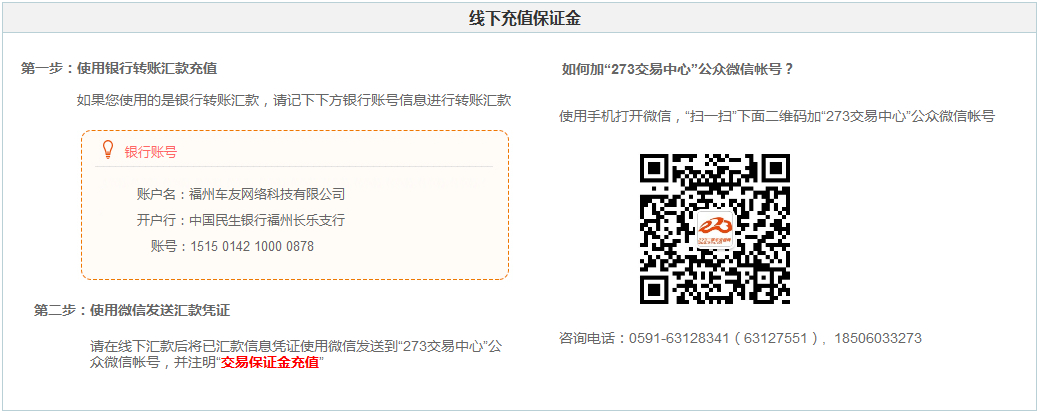 线下充值保证金
第一步：使用银行转账汇款充值
如果您使用的是银行转账汇款，请记下下方银行账号信息进行转账汇款
银行账号
账户名：福州车友网络科技有限公司
开户行：中国民生银行福州长乐支行
账号：1515 0142 1000 0878
第二步：使用微信发送汇款凭证
请在线下汇款后将已汇款信息凭证使用微信发送到“273交易中心”公
众微信帐号，并注明“交易保证金充值”
如何加“273交易中心”公众微信帐号？
使用手机打开微信，“扫一扫”下面二维码加“273交易中心”公众微信帐号
273
咨询电话：0591-63128341（63127551），18506033273